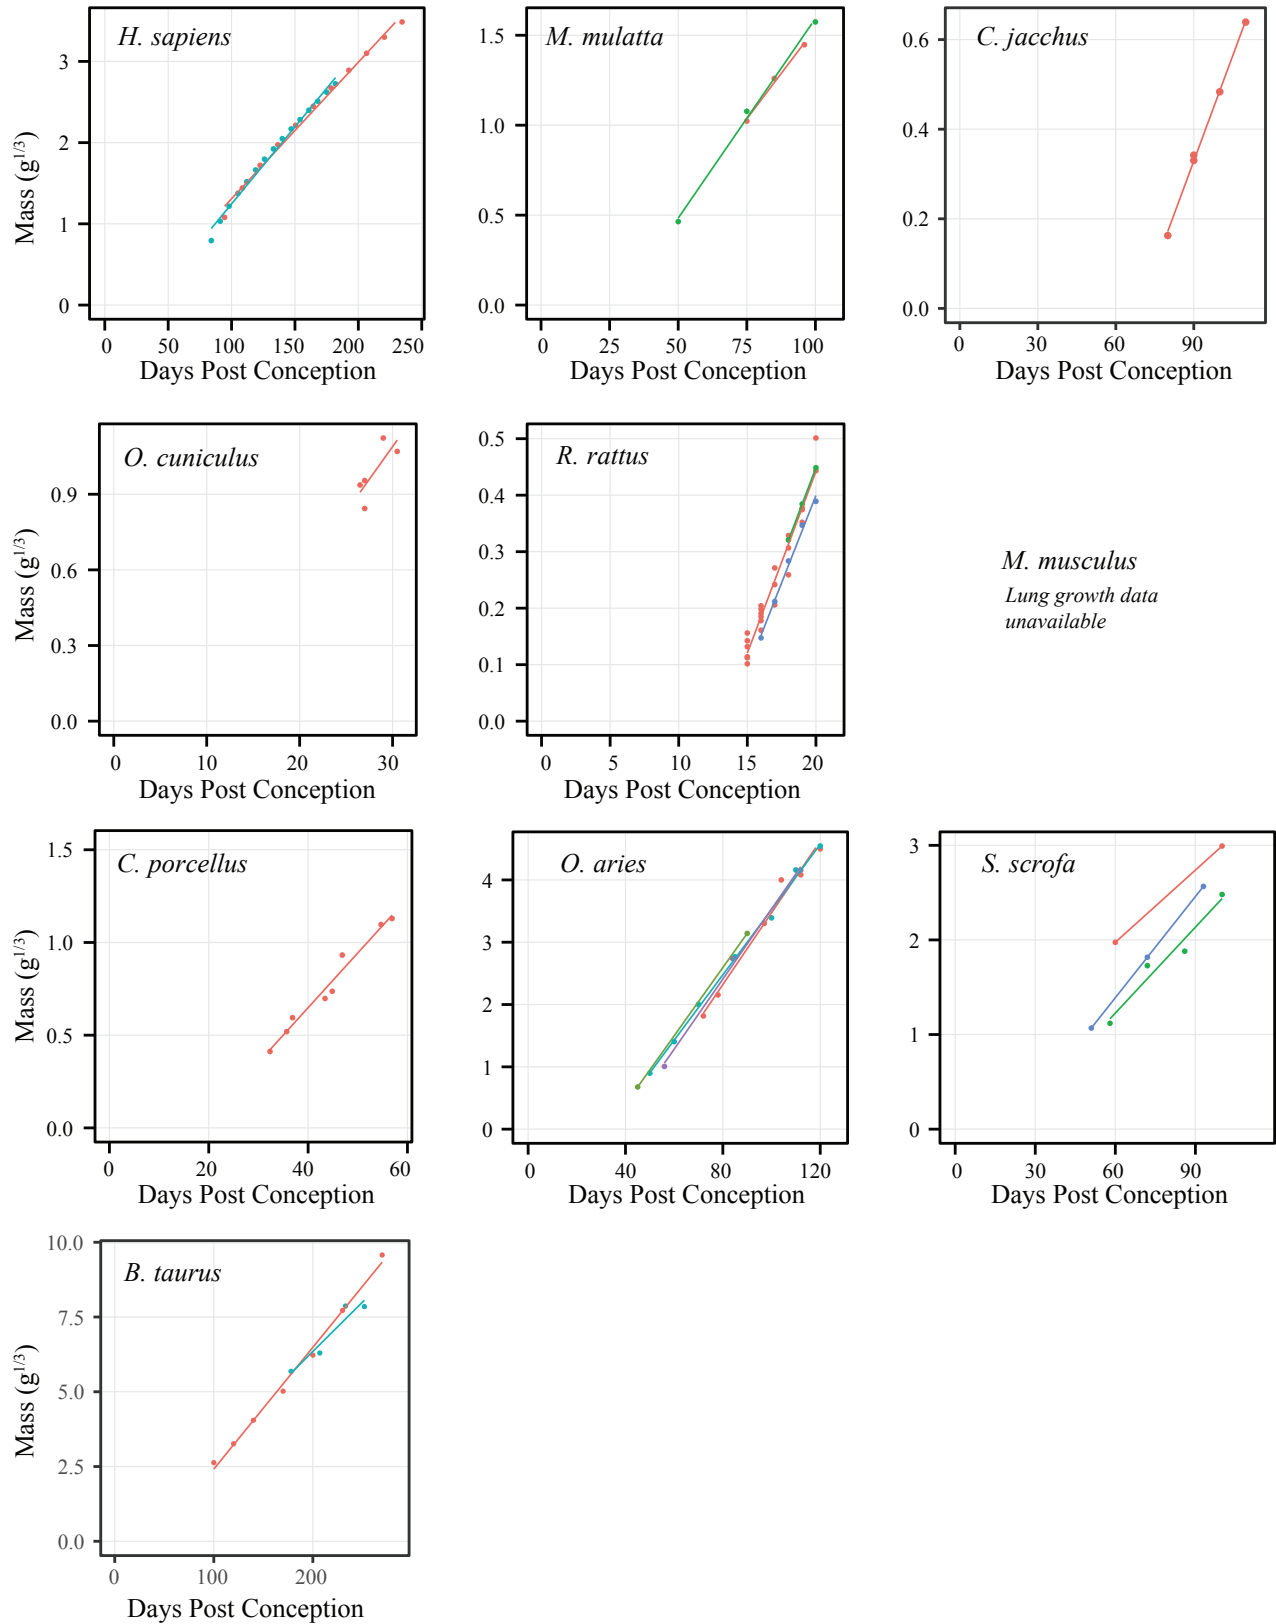 H. sapiens
Mass (g1/3)
3
2
1
0
0 50 100 150 200 250
Days Post Conception
M. mulatta
1.5
1.0
0.5
0.0
0 25 50 75 100
Days Post Conception
C. jacchus
0.6
0.4
0.2
0.0
0 30 60 90
Days Post Conception
O. cuniculus
Mass (g1/3)
0.9
0.6
0.3
0.0
0 10 20 30
Days Post Conception
R. rattus
0.5
0.4
0.3
0.2
0.1
0.0
0 5 10 15 20
Days Post Conception
M. musculus
Lung growth data
unavailable
C. porcellus
Mass (g1/3)
1.5
1.0
0.5
0.0
0 20 40 60
Days Post Conception
O. aries
4
3
2
1
0
0 40 80 120
Days Post Conception
S. scrofa
3
2
1
0
0 30 60 90
Days Post Conception
B. taurus
Mass (g1/3)
10.0
7.5
5.0
2.5
0.0
0 100 200
Days Post Conception